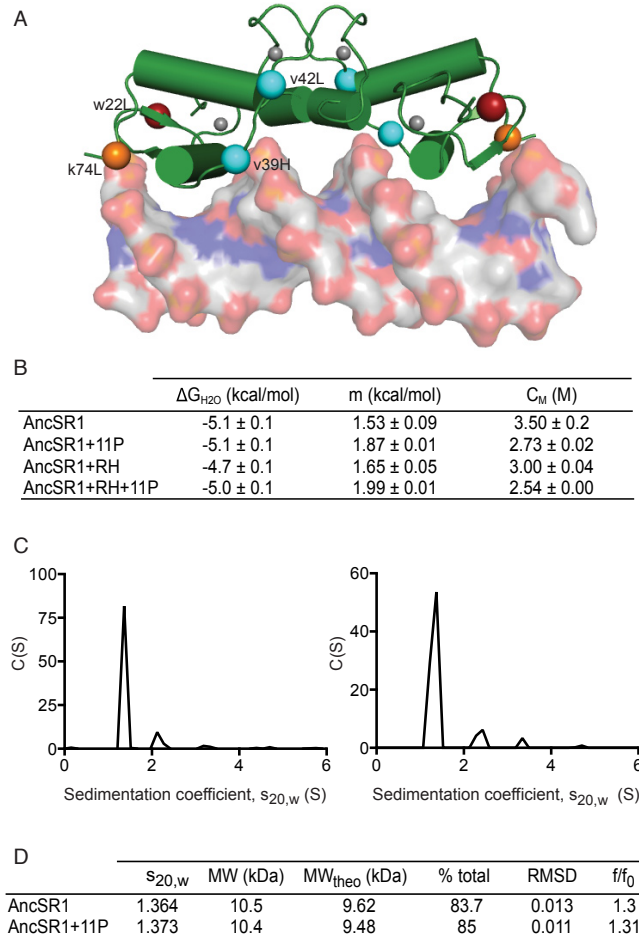 A
v42L
w22L
k74L
v39H
B
ΔG_H2O (kcal/mol) m (kcal/mol) C_M (M)
AncSR1 -5.1 ± 0.1 1.53 ± 0.09 3.50 ± 0.2
AncSR1+11P -5.1 ± 0.1 1.87 ± 0.01 2.73 ± 0.02
AncSR1+RH -4.7 ± 0.1 1.65 ± 0.05 3.00 ± 0.04
AncSR1+RH+11P -5.0 ± 0.1 1.99 ± 0.01 2.54 ± 0.00
C
100
75
50
25
0
C(S)
0 2 4 6
Sedimentation coefficient, s20,w (S)
60
40
20
0
C(S)
0 2 4 6
Sedimentation coefficient, s20,w (S)
D
s20,w MW (kDa) MWtheo (kDa) % total RMSD f/f0
AncSR1 1.364 10.5 9.62 83.7 0.013 1.3
AncSR1+11P 1.373 10.4 9.48 85 0.011 1.31